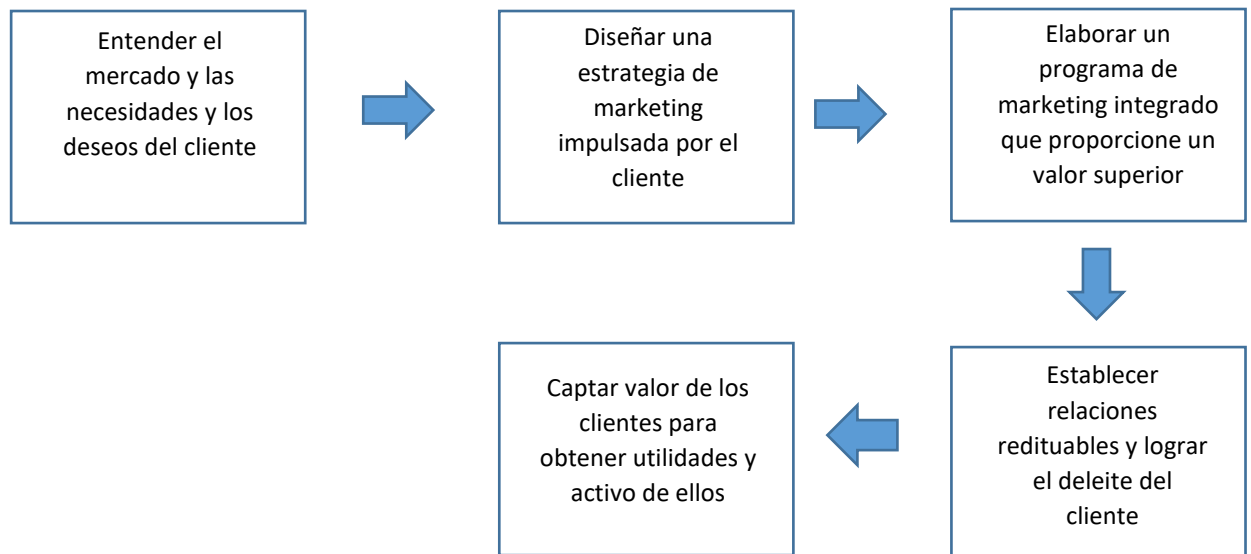 Entender el
mercado y las
necesidades y los
deseos del cliente
Diseñar una
estrategia de
marketing
impulsada por el
cliente
Elaborar un
programa de
marketing integrado
que proporcione un
valor superior
Establecer
relaciones
redituables y lograr
el deleite del
cliente
Captar valor de los
clientes para
obtener utilidades y
activo de ellos